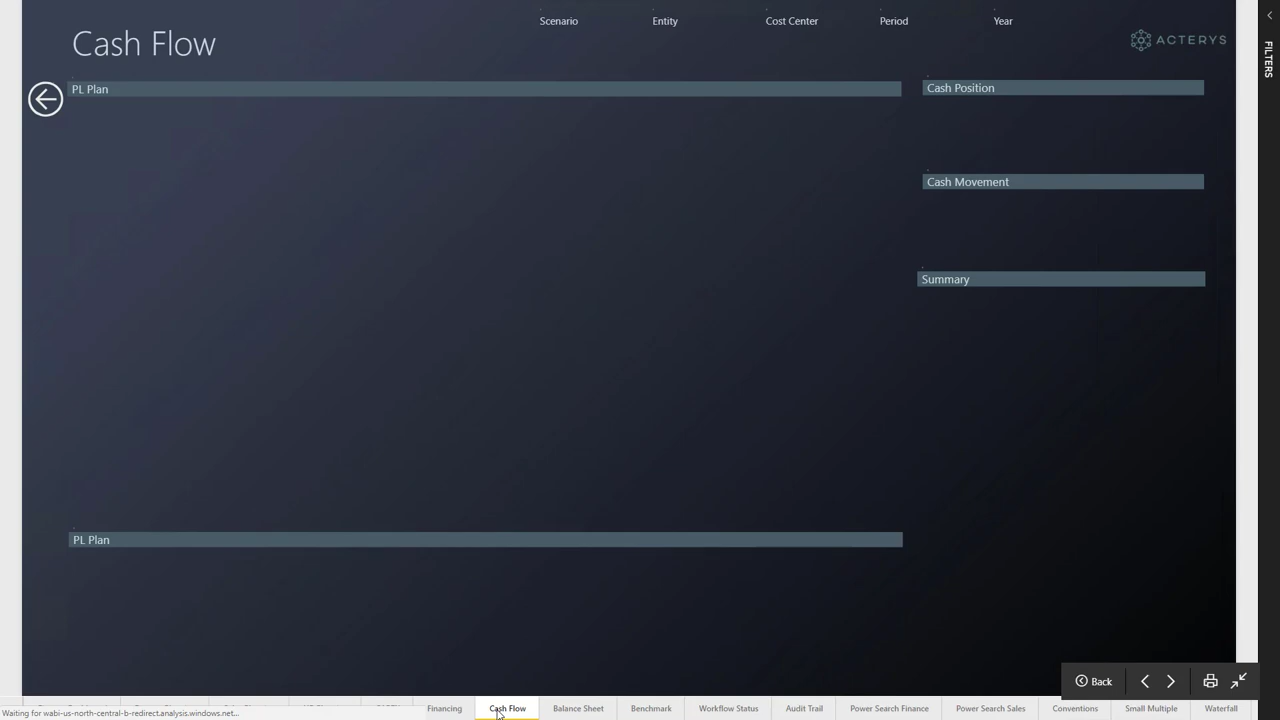 Scenario Entity Cost Center Period Year
Cash Flow
ACTERYS
FILTERS
PL Plan
Cash Position
Cash Movement
Summary
PL Plan
Back
Financing Cash Flow Balance Sheet Benchmark Workflow Status Audit Trail Power Search Finance Power Search Sales Conventions Small Multiple Waterfall
Waiting for wabi-us-north-central-b-redirect.analysis.windows.net...